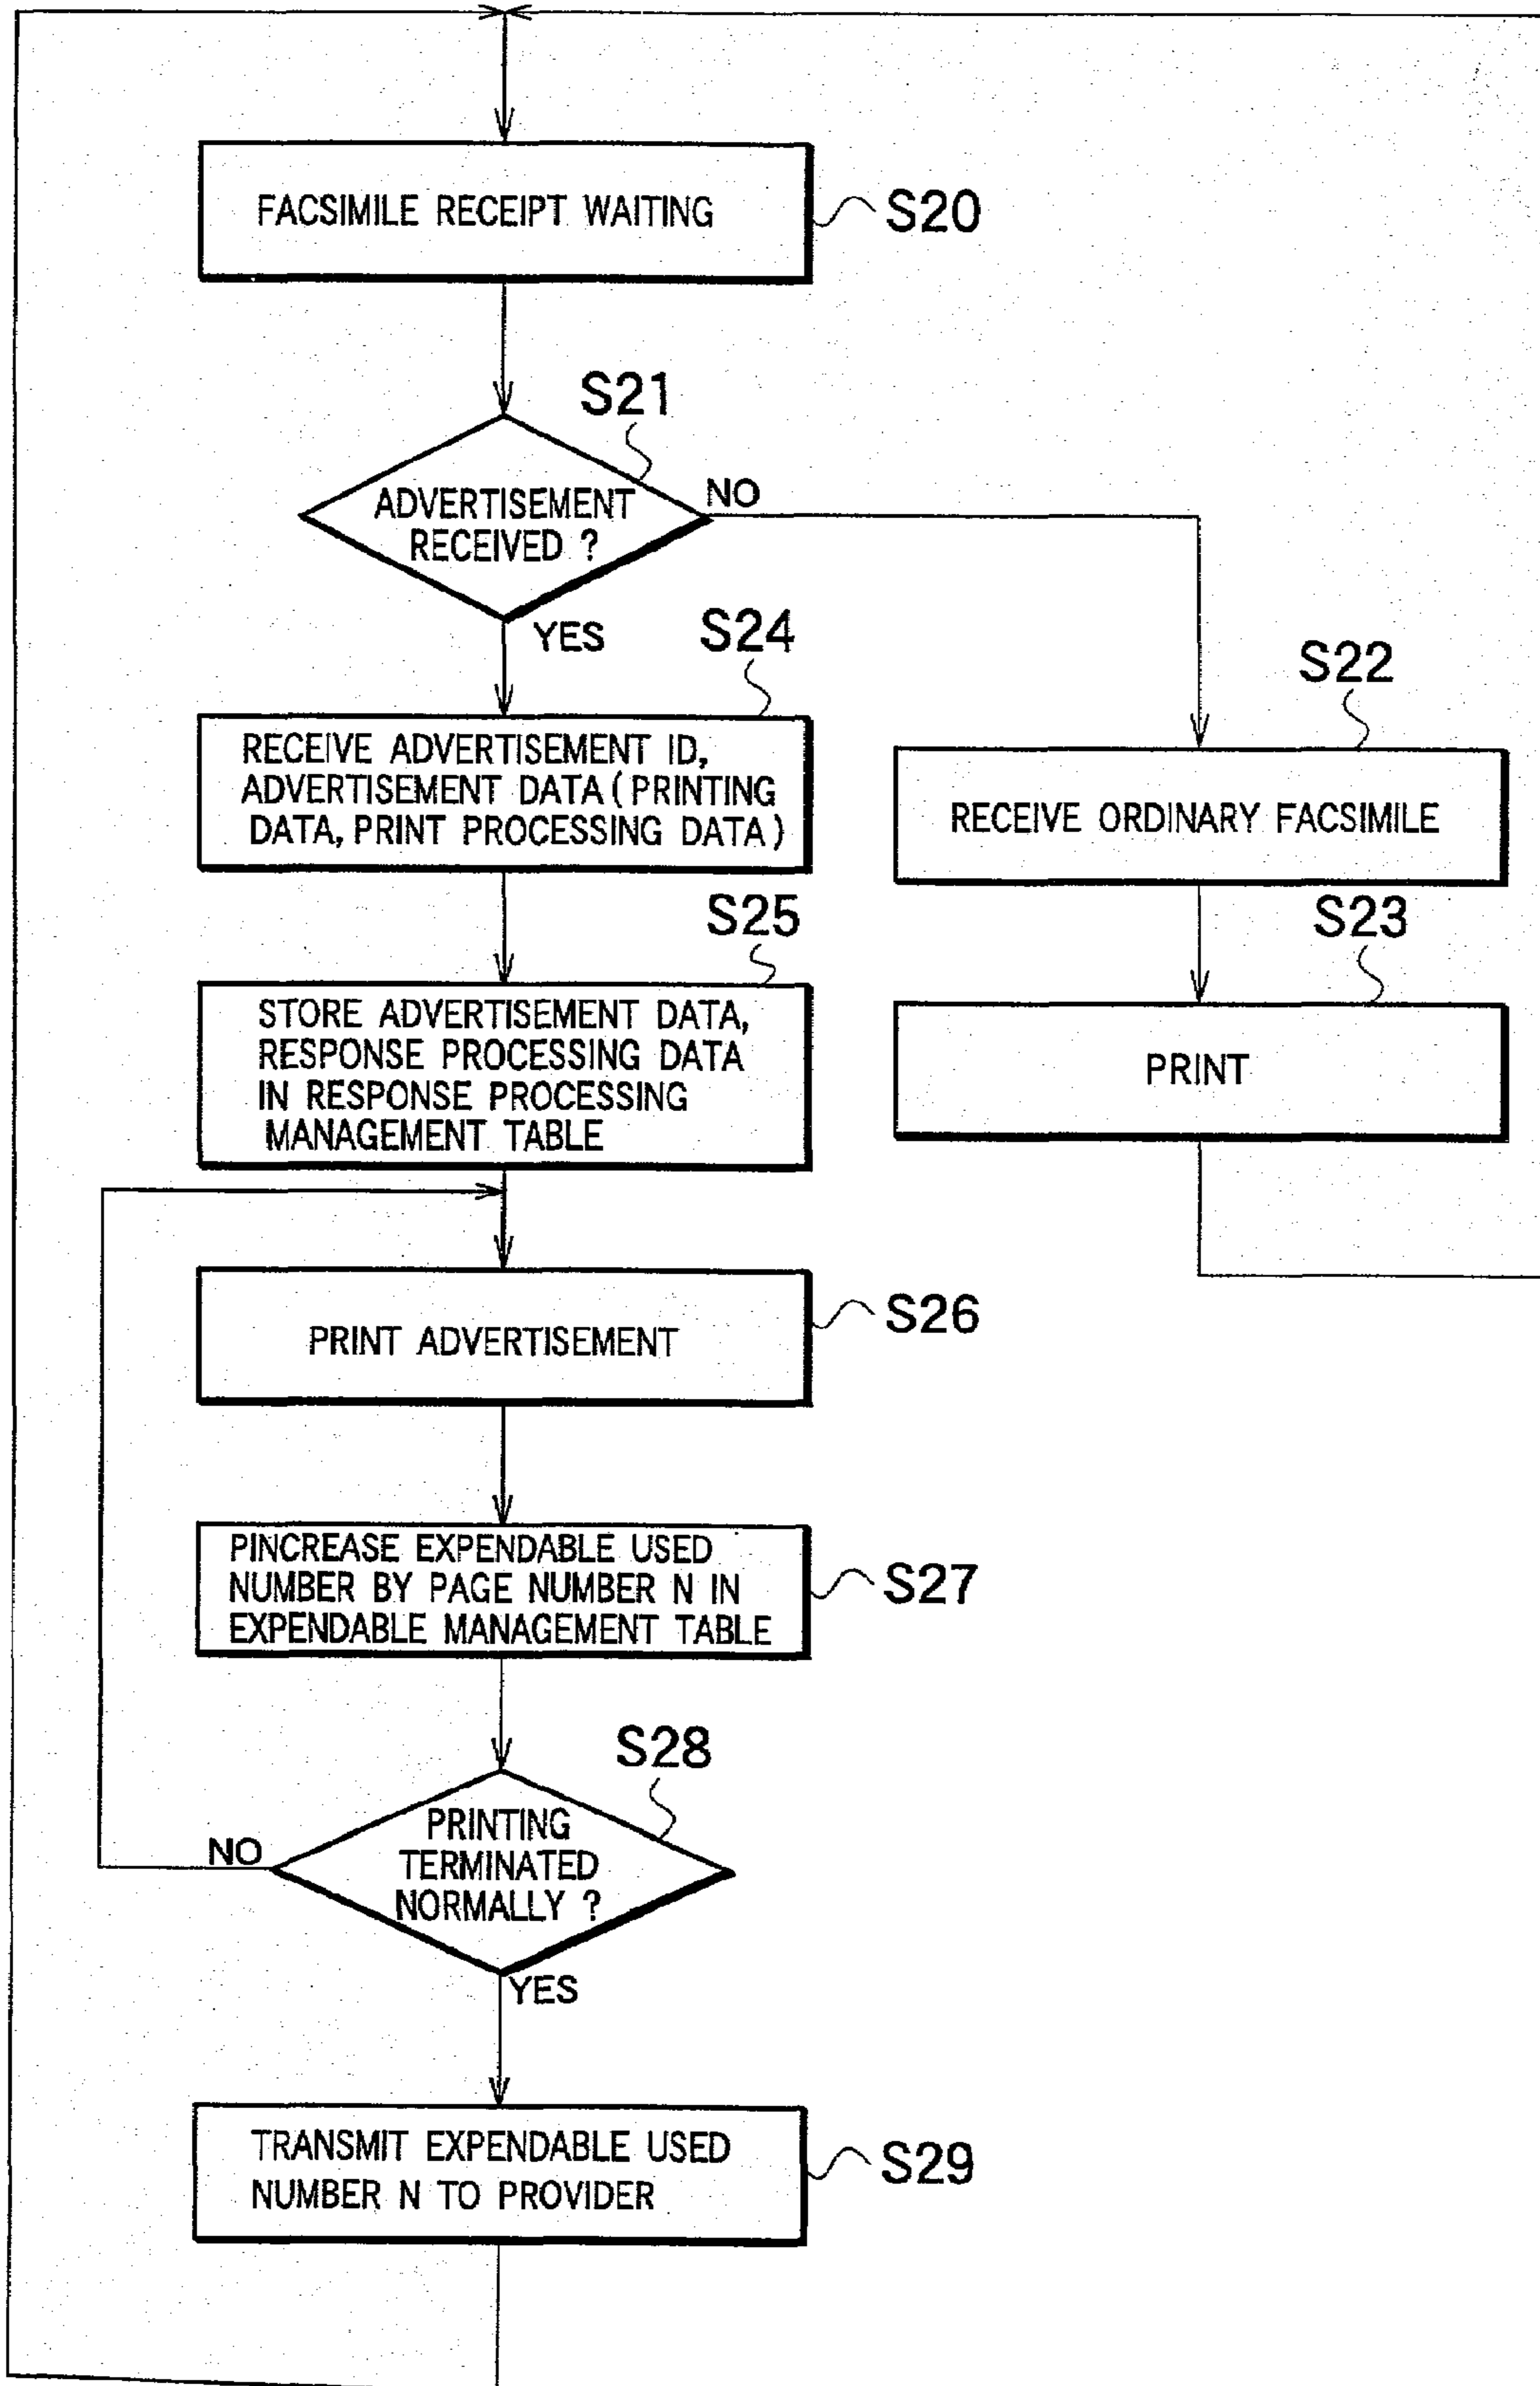 FACSIMILE RECEIPT WAITING
S20
S21
ADVERTISEMENT
RECEIVED ?
NO
YES
S24
RECEIVE ADVERTISEMENT ID,
ADVERTISEMENT DATA (PRINTING
DATA, PRINT PROCESSING DATA)
S22
RECEIVE ORDINARY FACSIMILE
S25
STORE ADVERTISEMENT DATA,
RESPONSE PROCESSING DATA
IN RESPONSE PROCESSING
MANAGEMENT TABLE
S23
PRINT
PRINT ADVERTISEMENT
S26
PINCREASE EXPENDABLE USED
NUMBER BY PAGE NUMBER N IN
EXPENDABLE MANAGEMENT TABLE
S27
S28
PRINTING
TERMINATED
NORMALLY ?
NO
YES
TRANSMIT EXPENDABLE USED
NUMBER N TO PROVIDER
S29